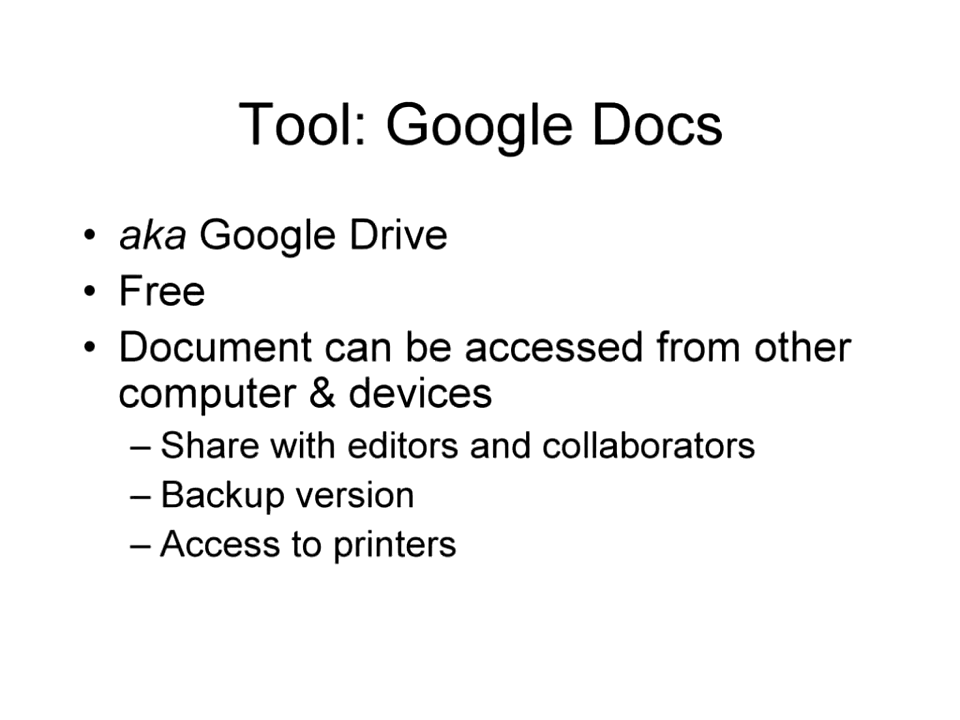 Tool: Google Docs
• aka Google Drive
• Free
• Document can be accessed from other
computer & devices
– Share with editors and collaborators
– Backup version
– Access to printers